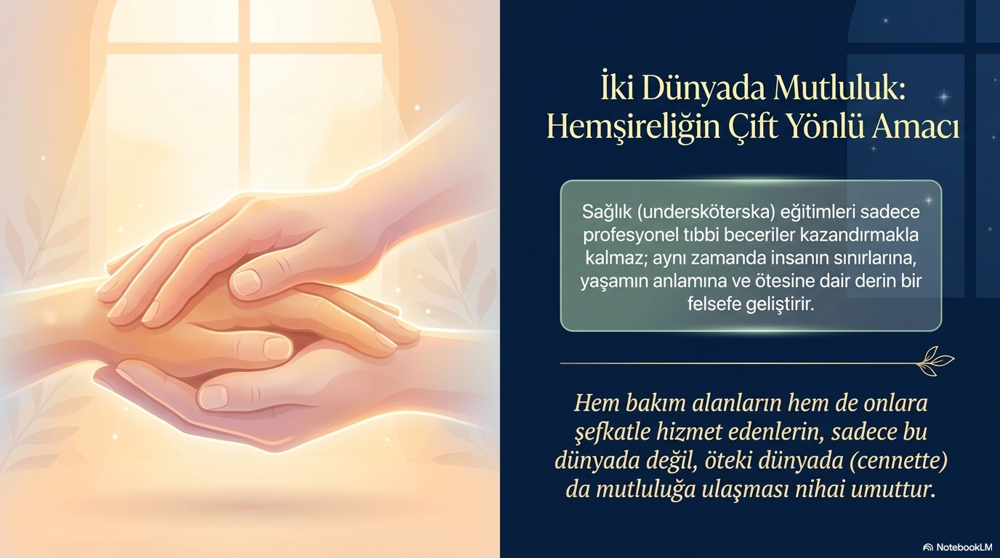 İki Dünyada Mutluluk:
Hemşireliğin Çift Yönlü Amacı
Sağlık (undersköterska) eğitimleri sadece
profesyonel tıbbi beceriler kazandırmakla
kalmaz; aynı zamanda insanın sınırlarına,
yaşamın anlamına ve ötesine dair derin bir
felsefe geliştirir.
Hem bakım alanların hem de onlara
şefkatle hizmet edenlerin, sadece bu
dünyada değil, öteki dünyada (cennette)
da mutluluğa ulaşması nihai umuttur.
NotebookLM